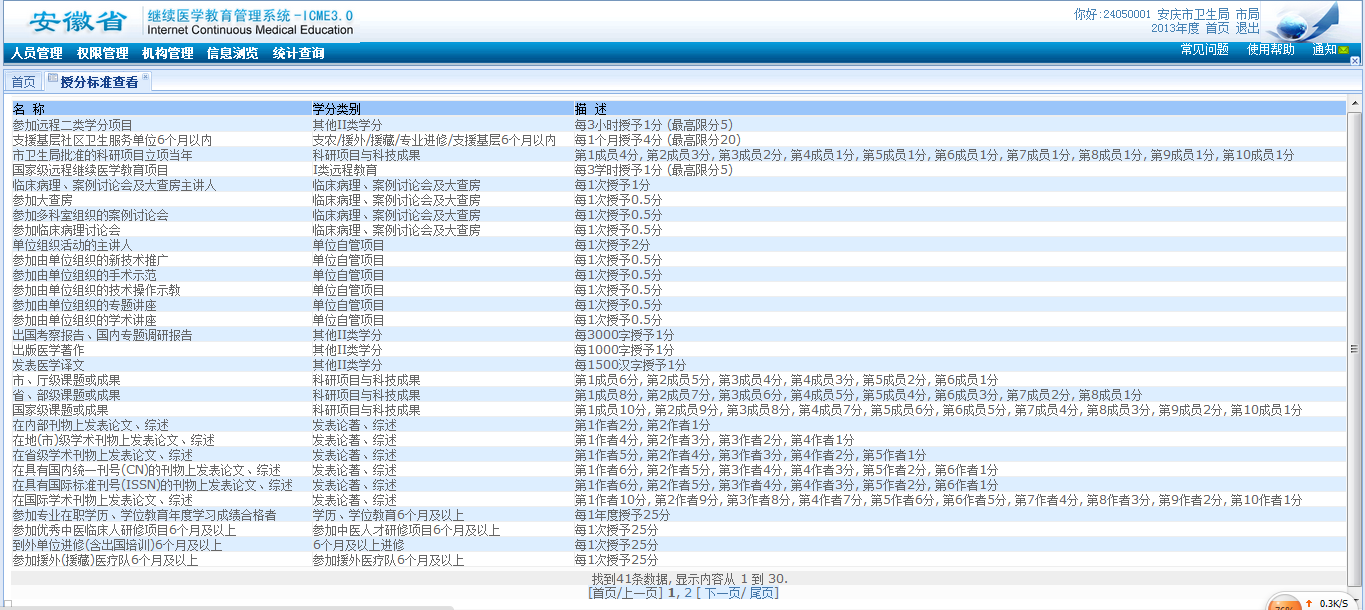 安徽省 继续医学教育管理系统-ICME3.0
Internet Continuous Medical Education
你好:24050001 安庆市卫生局 市局
2013年度 首页 退出
人员管理 权限管理 机构管理 信息浏览 统计查询 常见问题 使用帮助 通知
首页 授分标准查看
名 称 学分类别 描 述
参加远程二类学分项目 其他II类学分 每3小时授予1分 (最高限分5)
支援基层社区卫生服务单位6个月以内 支农/援外/援藏/专业进修/支援基层6个月以内 每1个月授予4分 (最高限分20)
市卫生局批准的科研项目立项当年 科研项目与科技成果 第1成员4分, 第2成员3分, 第3成员2分, 第4成员1分, 第5成员1分, 第6成员1分, 第7成员1分, 第8成员1分, 第9成员1分, 第10成员1分
国家级远程继续医学教育项目 I类远程教育 每3学时授予1分 (最高限分5)
临床病理、案例讨论会及大查房主讲人 临床病理、案例讨论会及大查房 每1次授予1分
参加大查房 临床病理、案例讨论会及大查房 每1次授予0.5分
参加多科室组织的案例讨论会 临床病理、案例讨论会及大查房 每1次授予0.5分
参加临床病理讨论会 临床病理、案例讨论会及大查房 每1次授予0.5分
单位组织活动的主讲人 单位自管项目 每1次授予2分
参加由单位组织的新技术推广 单位自管项目 每1次授予0.5分
参加由单位组织的手术示范 单位自管项目 每1次授予0.5分
参加由单位组织的技术操作示教 单位自管项目 每1次授予0.5分
参加由单位组织的专题讲座 单位自管项目 每1次授予0.5分
参加由单位组织的学术讲座 单位自管项目 每1次授予0.5分
出国考察报告、国内专题调研报告 其他II类学分 每3000字授予1分
出版医学著作 其他II类学分 每1000字授予1分
发表医学译文 其他II类学分 每1500汉字授予1分
市、厅级课题或成果 科研项目与科技成果 第1成员6分, 第2成员5分, 第3成员4分, 第4成员3分, 第5成员2分, 第6成员1分
省、部级课题或成果 科研项目与科技成果 第1成员8分, 第2成员7分, 第3成员6分, 第4成员5分, 第5成员4分, 第6成员3分, 第7成员2分, 第8成员1分
国家级课题或成果 科研项目与科技成果 第1成员10分, 第2成员9分, 第3成员8分, 第4成员7分, 第5成员6分, 第6成员5分, 第7成员4分, 第8成员3分, 第9成员2分, 第10成员1分
在内部刊物上发表论文、综述 发表论著、综述 第1作者2分, 第2作者1分
在地(市)级学术刊物上发表论文、综述 发表论著、综述 第1作者4分, 第2作者3分, 第3作者2分, 第4作者1分
在省级学术刊物上发表论文、综述 发表论著、综述 第1作者5分, 第2作者4分, 第3作者3分, 第4作者2分, 第5作者1分
在具有国内统一刊号(CN)的刊物上发表论文、综述 发表论著、综述 第1作者6分, 第2作者5分, 第3作者4分, 第4作者3分, 第5作者2分, 第6作者1分
在具有国际标准刊号(ISSN)的刊物上发表论文、综述 发表论著、综述 第1作者6分, 第2作者5分, 第3作者4分, 第4作者3分, 第5作者2分, 第6作者1分
在国际学术刊物上发表论文、综述 发表论著、综述 第1作者10分, 第2作者9分, 第3作者8分, 第4作者7分, 第5作者6分, 第6作者5分, 第7作者4分, 第8作者3分, 第9作者2分, 第10作者1分
参加专业在职学历、学位教育年度学习成绩合格者 学历、学位教育6个月及以上 每1年度授予25分
参加优秀中医临床人研修项目6个月及以上 参加中医人才研修项目6个月及以上 每1次授予25分
到外单位进修(含出国培训)6个月及以上 6个月及以上进修 每1次授予25分
参加援外(援藏)医疗队6个月及以上 参加援外医疗队6个月及以上 每1次授予25分
找到41条数据, 显示内容从 1 到 30.
[首页/上一页] 1, 2 [ 下一页/ 尾页]
0.3K/S